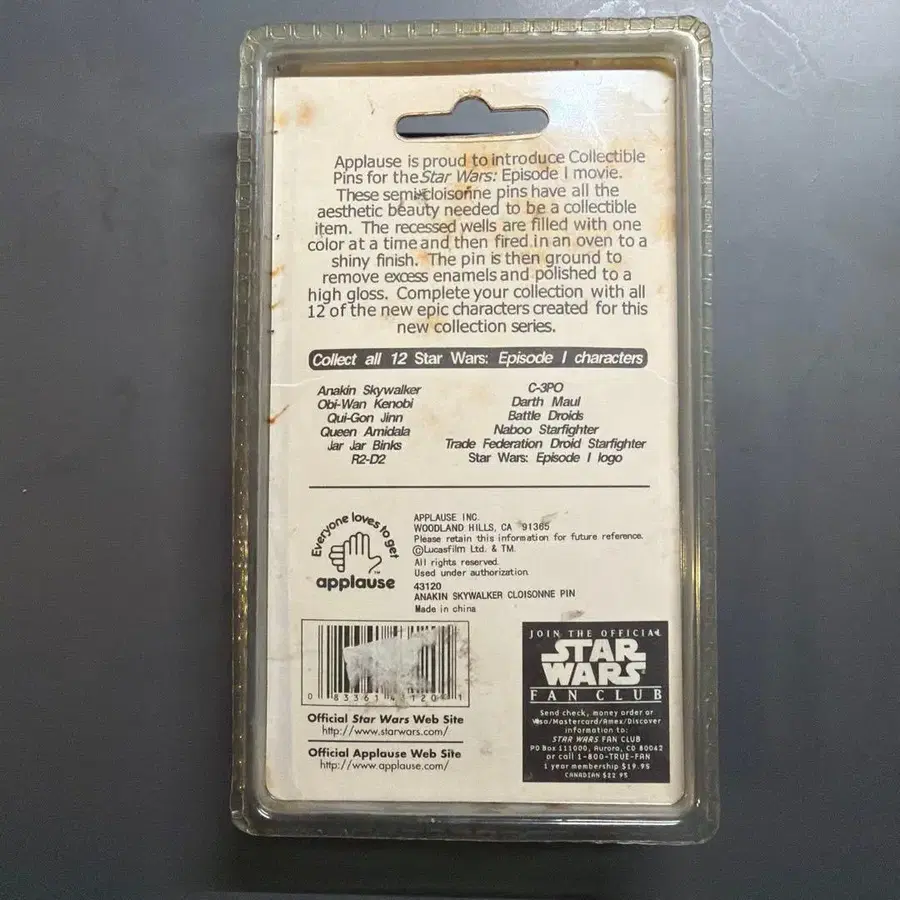 Applause is proud to introduce Collectible
Pins for the Star Wars: Episode I movie.
These semi-cloisonne pins have all the
aesthetic beauty needed to be a collectible
item. The recessed wells are filled with one
color at a time and then fired in an oven to a
shiny finish. The pin is then ground to
remove excess enamels and polished to a
high gloss. Complete your collection with all
12 of the new epic characters created for this
new collection series.
Collect all 12 Star Wars: Episode I characters
Anakin Skywalker
Obi-Wan Kenobi
Qui-Gon Jinn
Queen Amidala
Jar Jar Binks
R2-D2
C-3PO
Darth Maul
Battle Droids
Naboo Starfighter
Trade Federation Droid Starfighter
Star Wars: Episode I logo
Everyone loves to get
applause
TM
APPLAUSE INC.
WOODLAND HILLS, CA 91365
Please retain this information for future reference.
©Lucasfilm Ltd. & TM.
All rights reserved.
Used under authorization.
43120
ANAKIN SKYWALKER CLOISONNE PIN
Made in china
0 83361 43120 1
Official Star Wars Web Site
http://www.starwars.com/
Official Applause Web Site
http://www.applause.com/
JOIN THE OFFICIAL
STAR
WARS
FAN CLUB
Send check, money order or
Visa/Mastercard/Amex/Discover
information to:
STAR WARS FAN CLUB
PO Box 111000, Aurora, CO 80042
or call 1-800-TRUE-FAN
1 year membership $19.95
CANADIAN $22.95